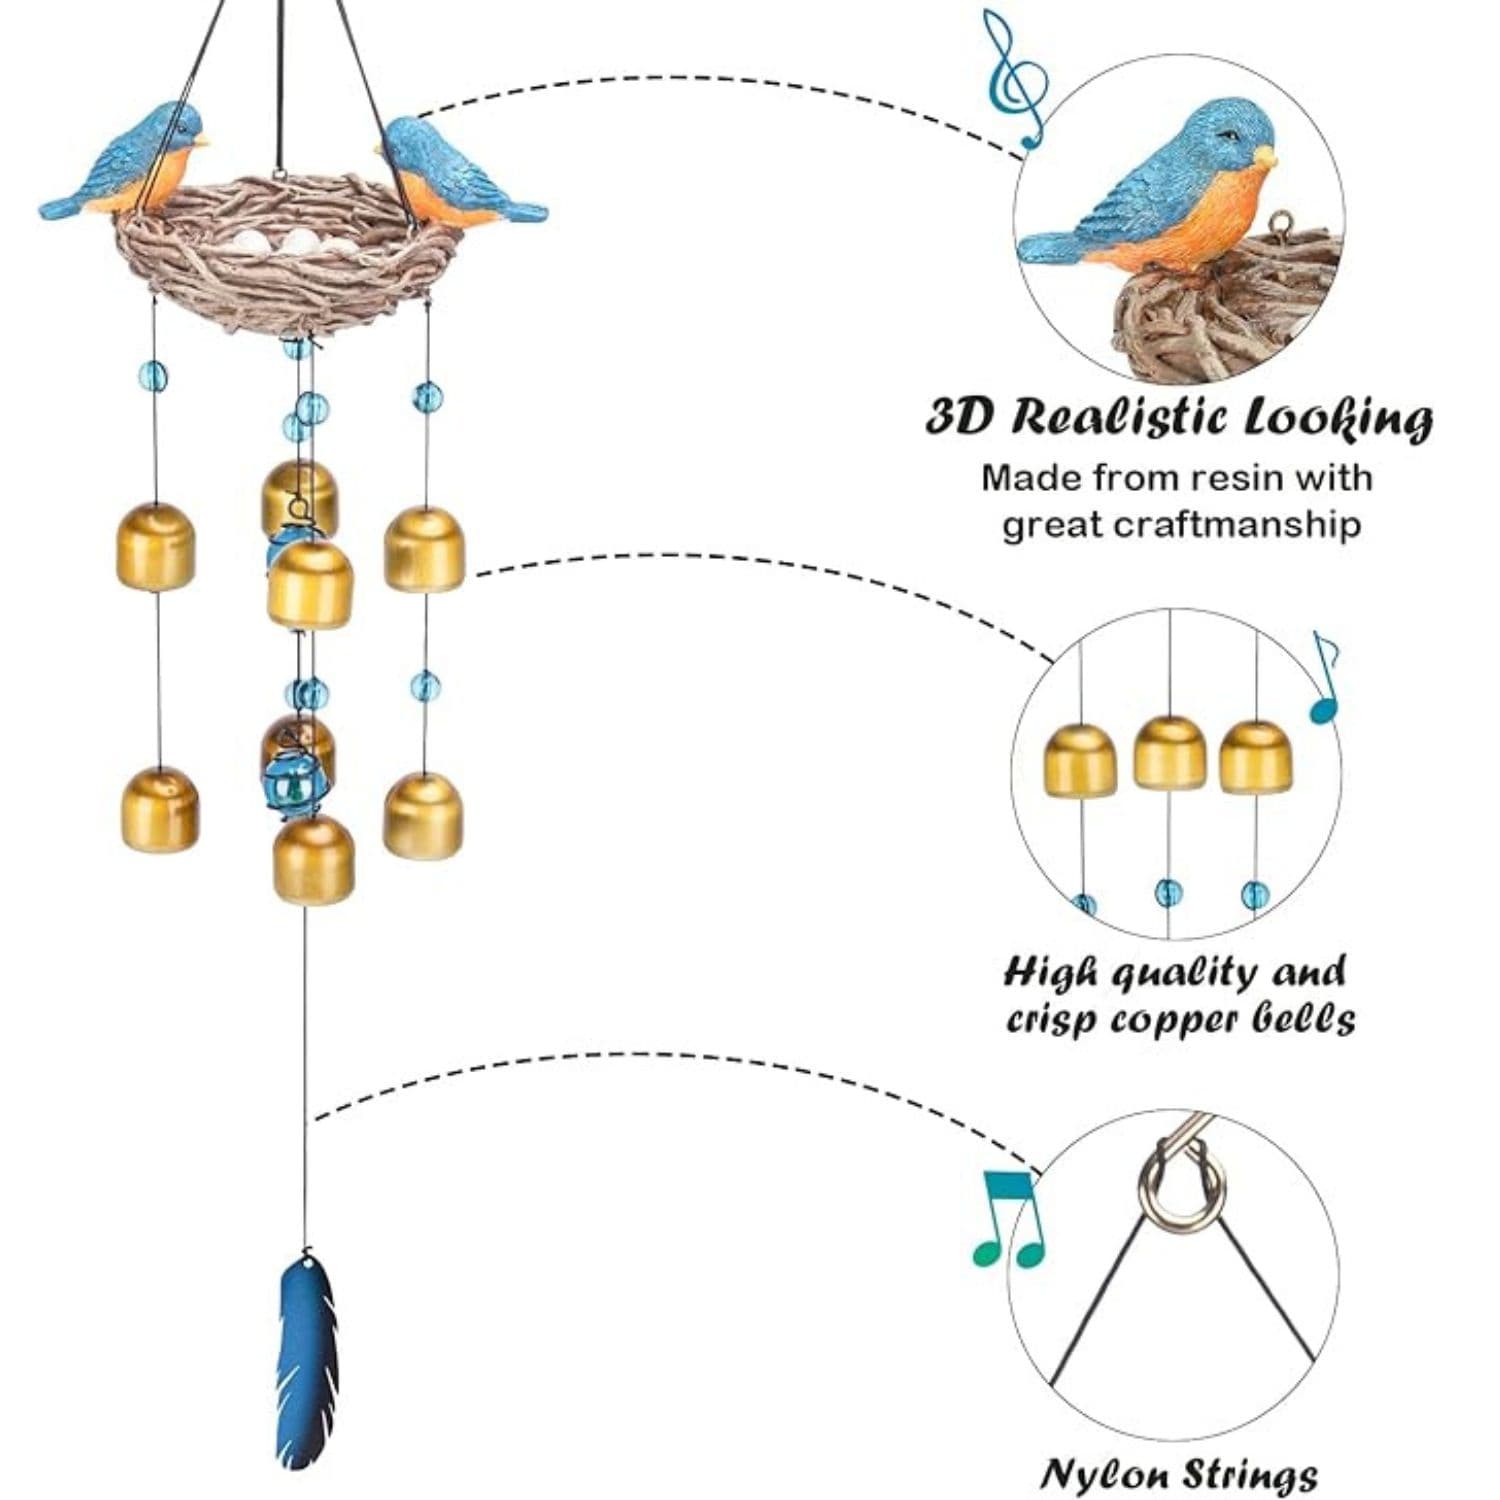 3D Realistic Looking
Made from resin with
great craftmanship
High quality and
crisp copper bells
Nylon Strings